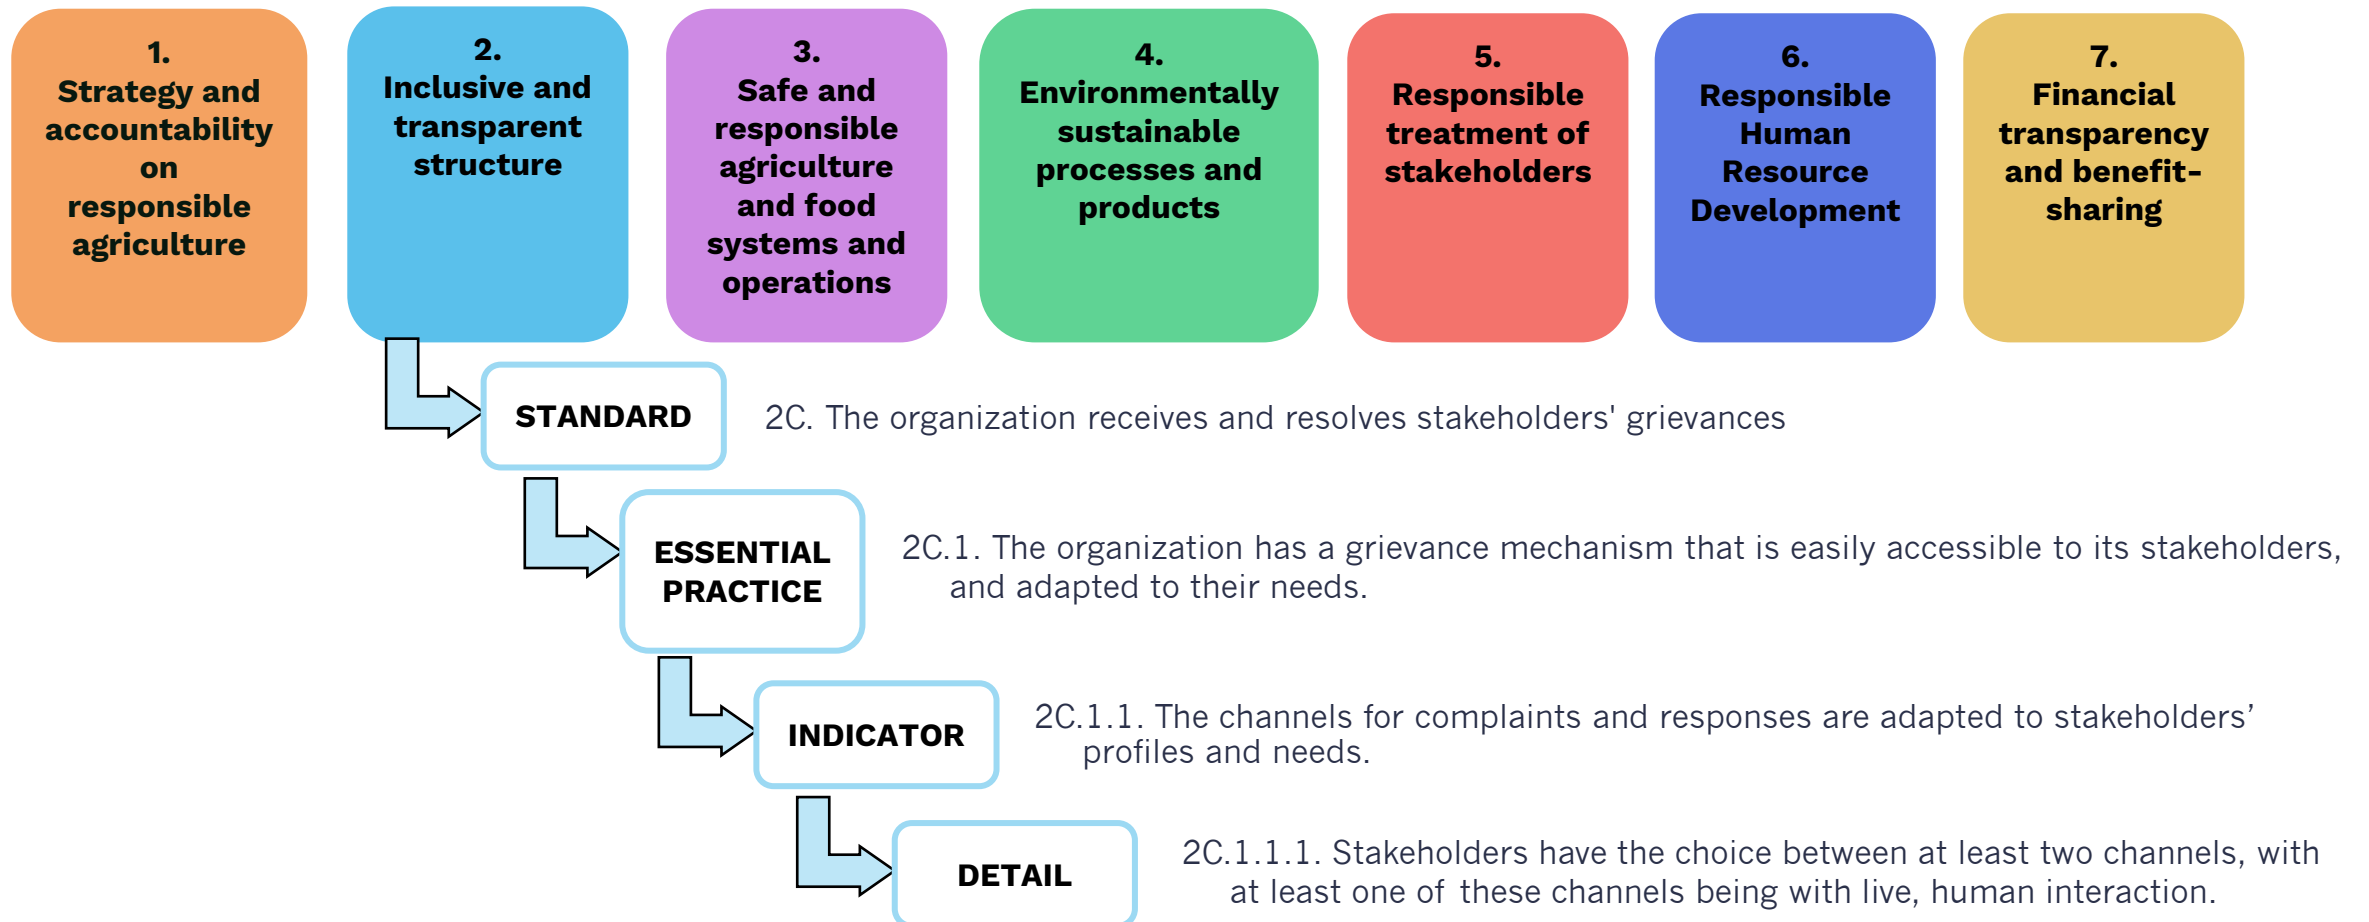 1.
Strategy and
accountability
on
responsible
agriculture
2.
Inclusive and
transparent
structure
3.
Safe and
responsible
agriculture
and food
systems and
operations
4.
Environmentally
sustainable
processes and
products
5.
Responsible
treatment of
stakeholders
6.
Responsible
Human
Resource
Development
7.
Financial
transparency
and benefit-
sharing
STANDARD
2C. The organization receives and resolves stakeholders' grievances
ESSENTIAL
PRACTICE
2C.1. The organization has a grievance mechanism that is easily accessible to its stakeholders,
and adapted to their needs.
INDICATOR
2C.1.1. The channels for complaints and responses are adapted to stakeholders’
profiles and needs.
DETAIL
2C.1.1.1. Stakeholders have the choice between at least two channels, with
at least one of these channels being with live, human interaction.